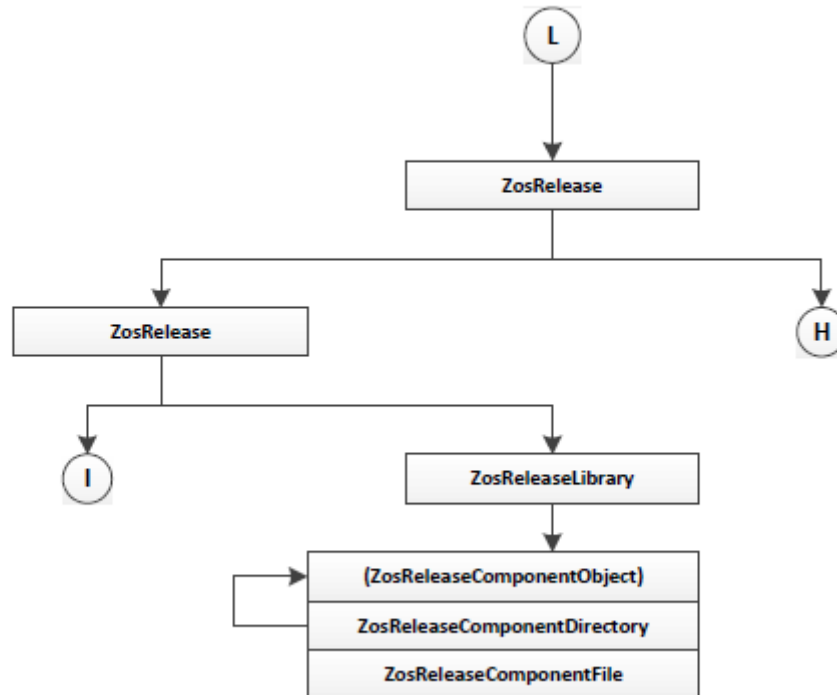 L
ZosRelease
ZosRelease
H
I
ZosReleaseLibrary
(ZosReleaseComponentObject)
ZosReleaseComponentDirectory
ZosReleaseComponentFile